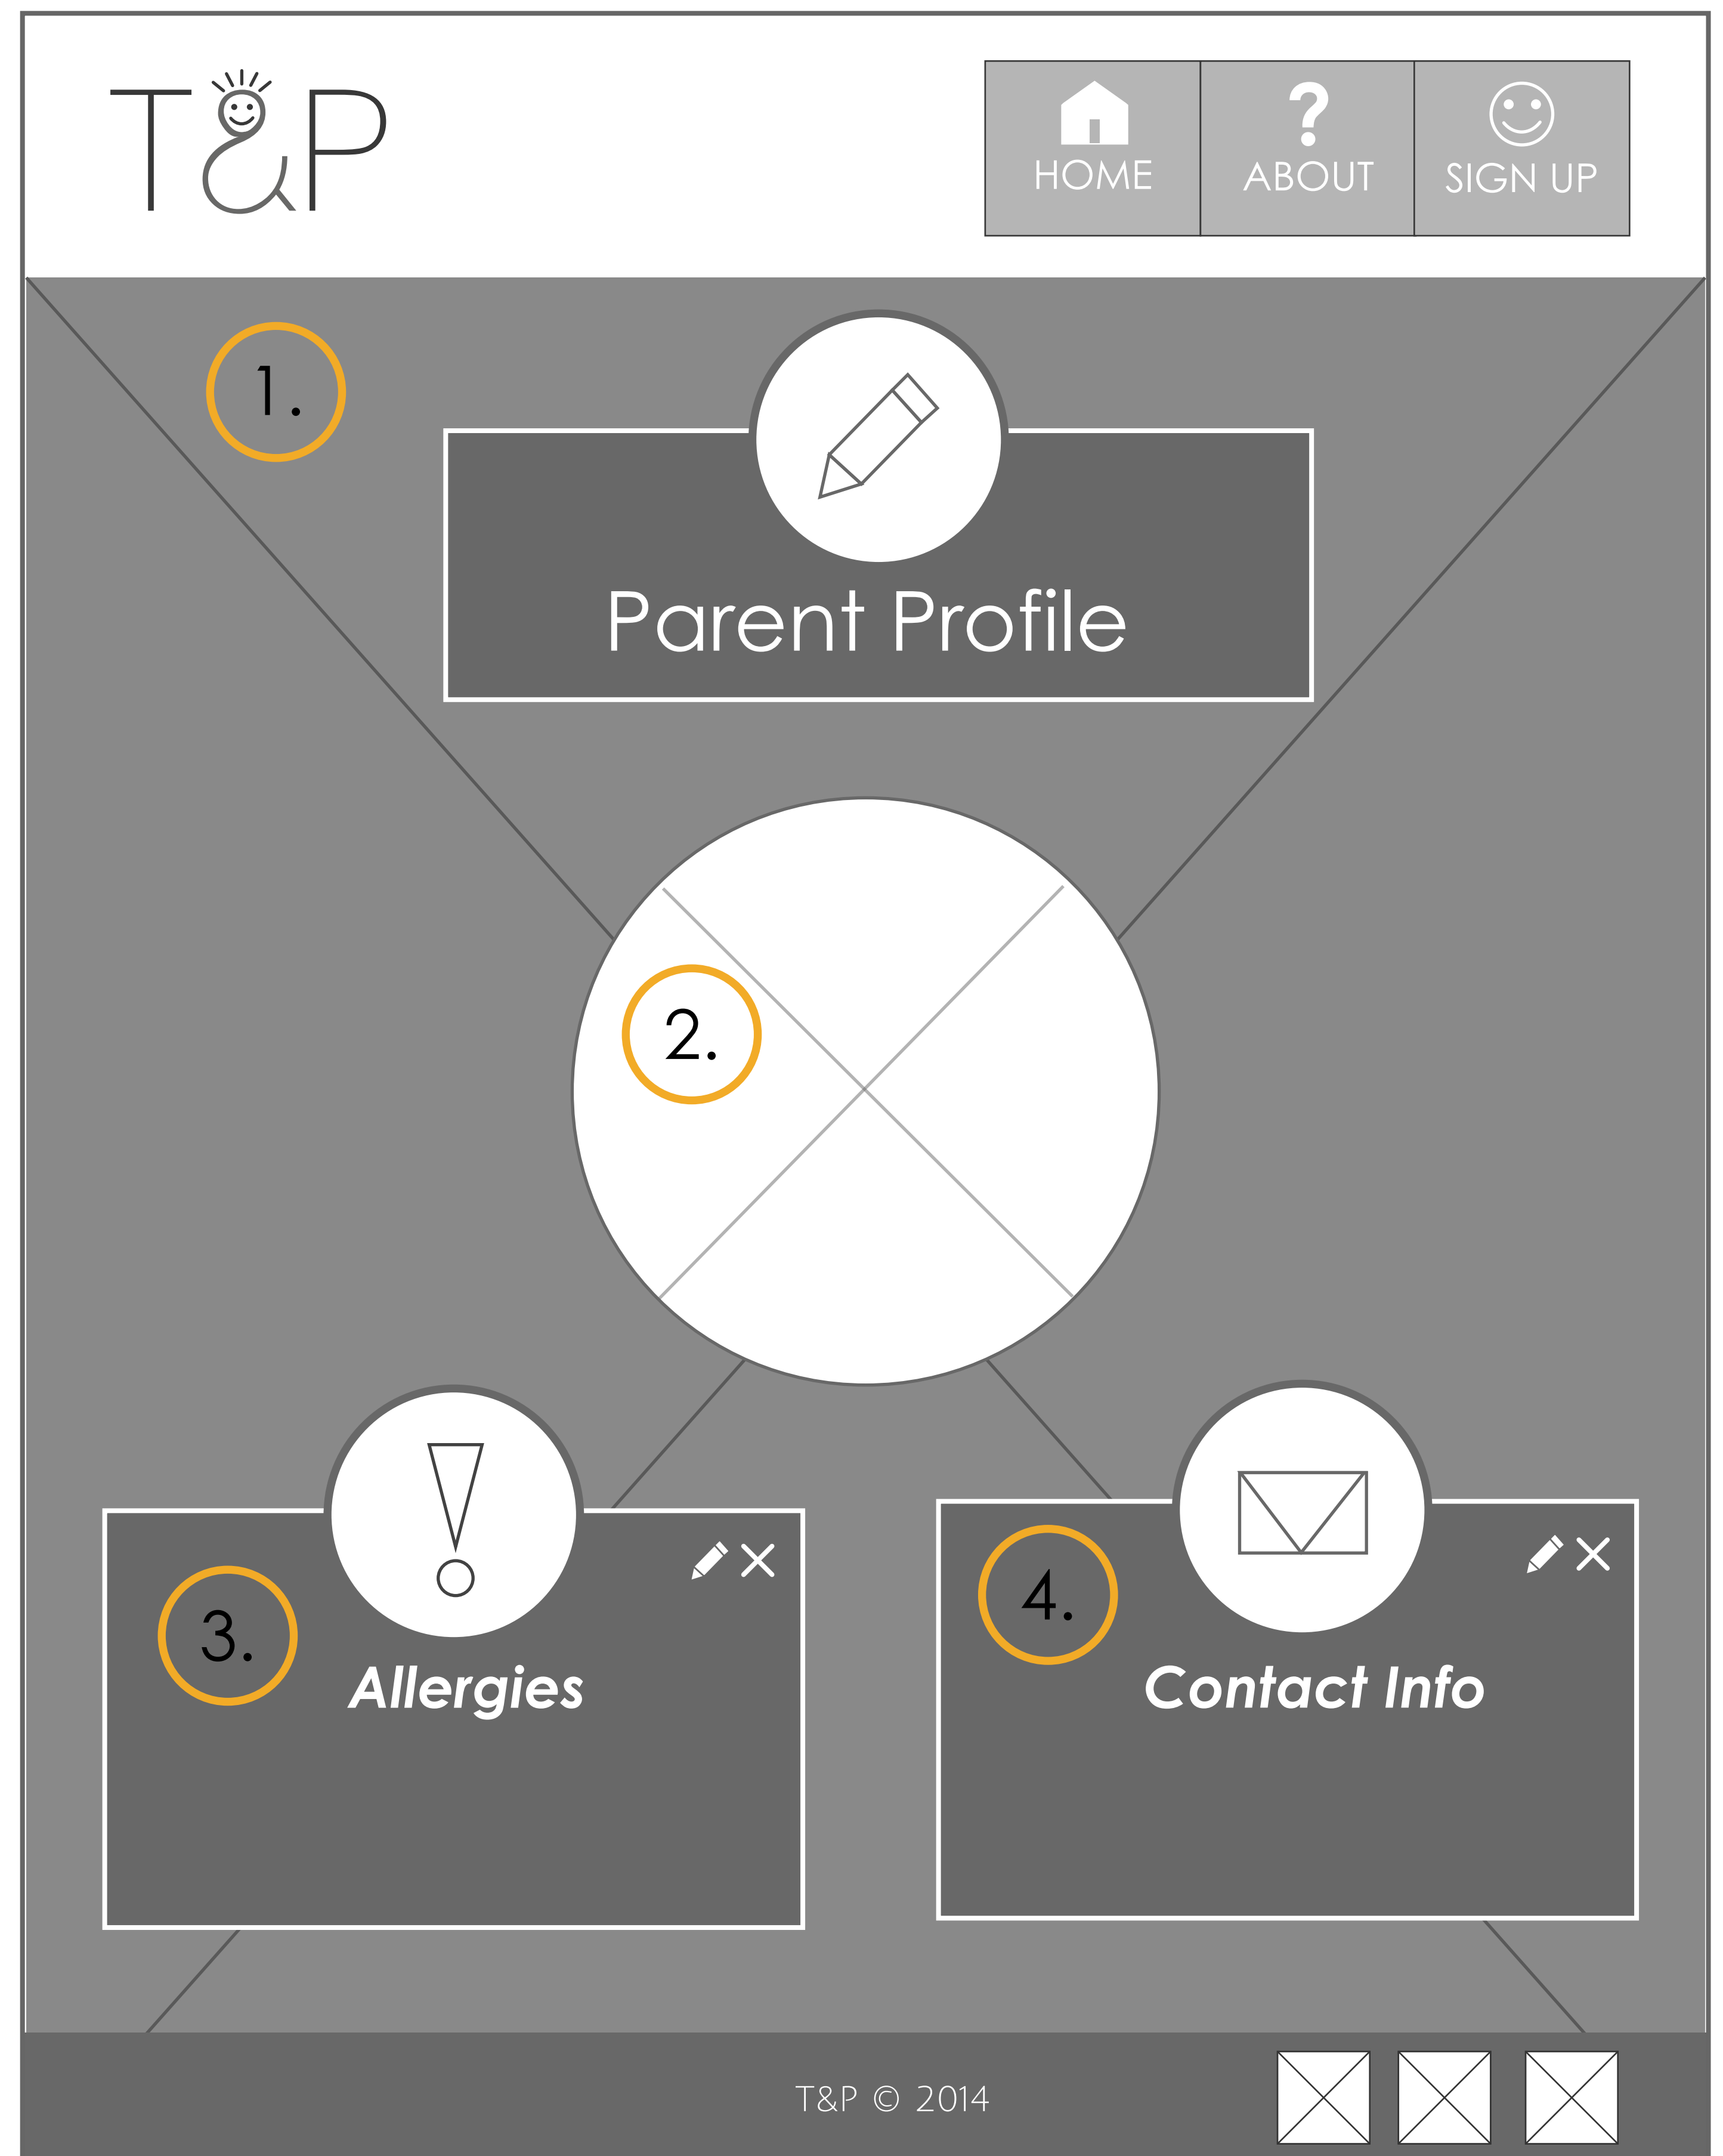 T&P
HOME
ABOUT
SIGN UP
1.
Parent Profile
2.
3.
Allergies
4.
Contact Info
T&P © 2014